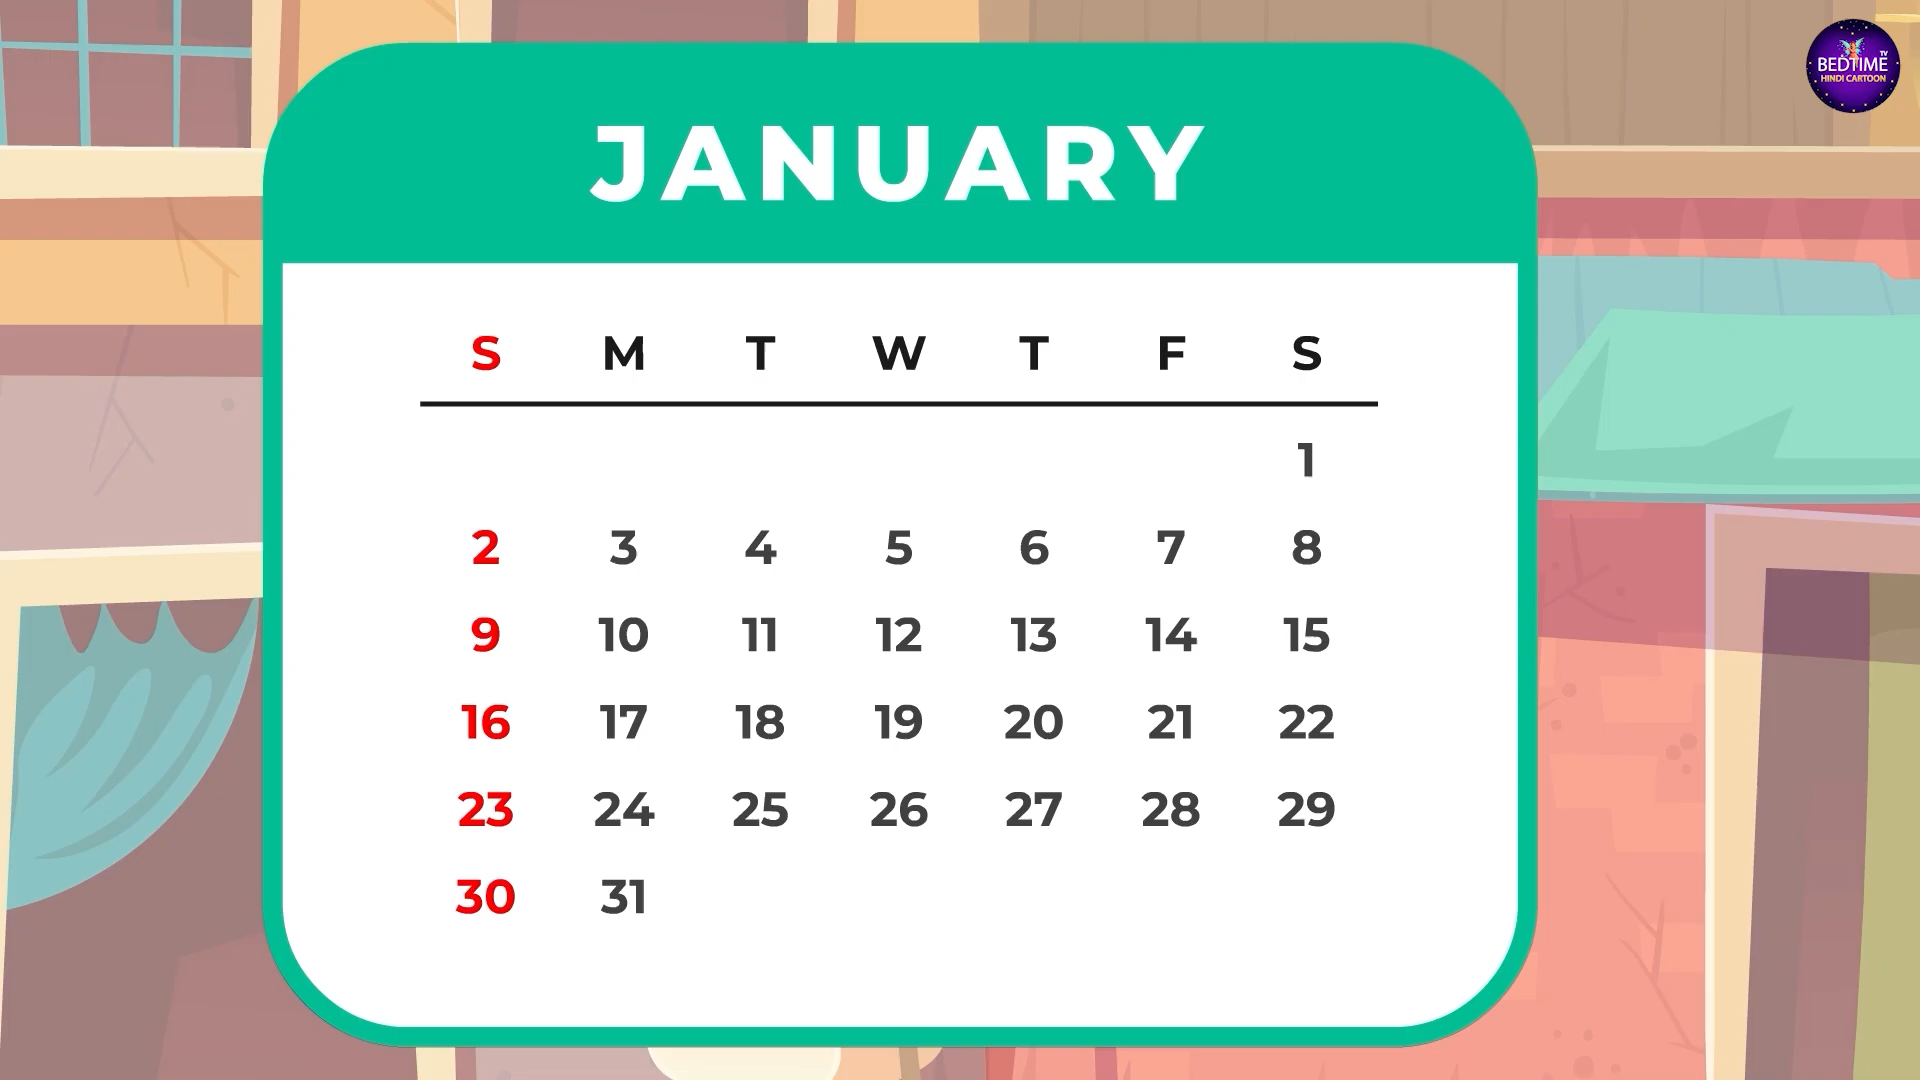 JANUARY
S M T W T F S
1
2 3 4 5 6 7 8
9 10 11 12 13 14 15
16 17 18 19 20 21 22
23 24 25 26 27 28 29
30 31
TV
BEDTIME
HINDI CARTOON